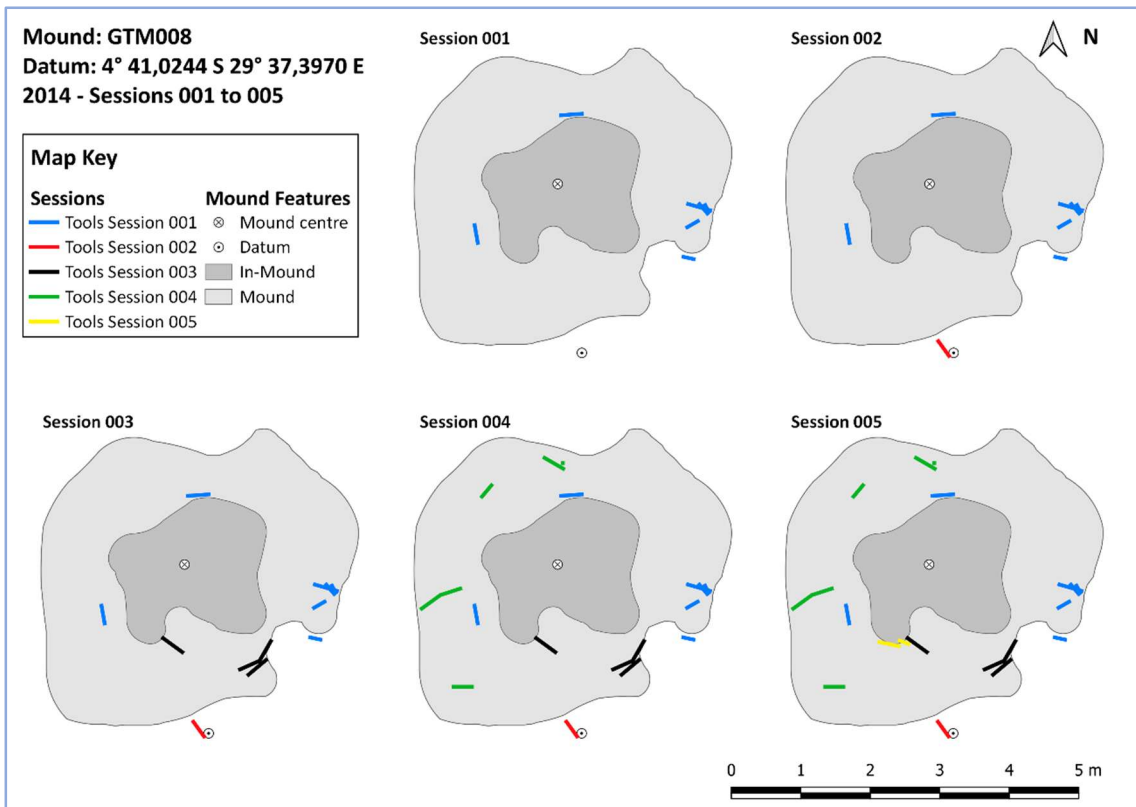 Mound: GTM008
Datum: 4° 41,0244 S 29° 37,3970 E
2014 - Sessions 001 to 005
Map Key
Sessions
Tools Session 001
Tools Session 002
Tools Session 003
Tools Session 004
Tools Session 005
Mound Features
Mound centre
Datum
In-Mound
Mound
Session 001
Session 002
N
Session 003
Session 004
Session 005
0 1 2 3 4 5 m